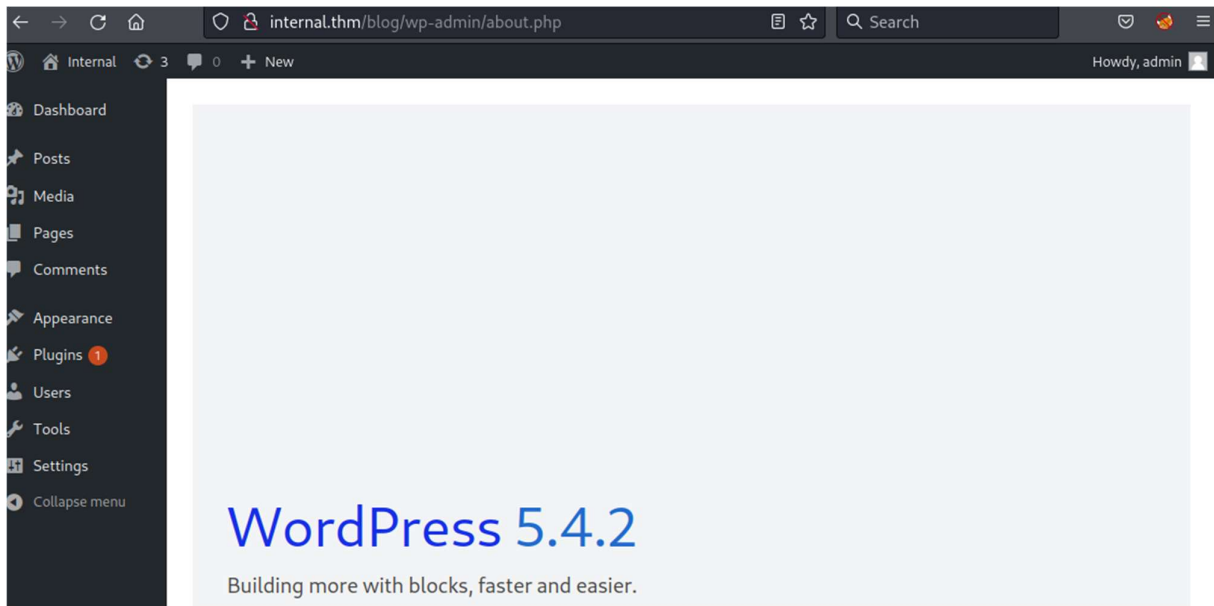 internal.thm/blog/wp-admin/about.php Search
Internal 3 0 New Howdy, admin
Dashboard
Posts
Media
Pages
Comments
Appearance
Plugins 1
Users
Tools
Settings
Collapse menu
WordPress 5.4.2
Building more with blocks, faster and easier.